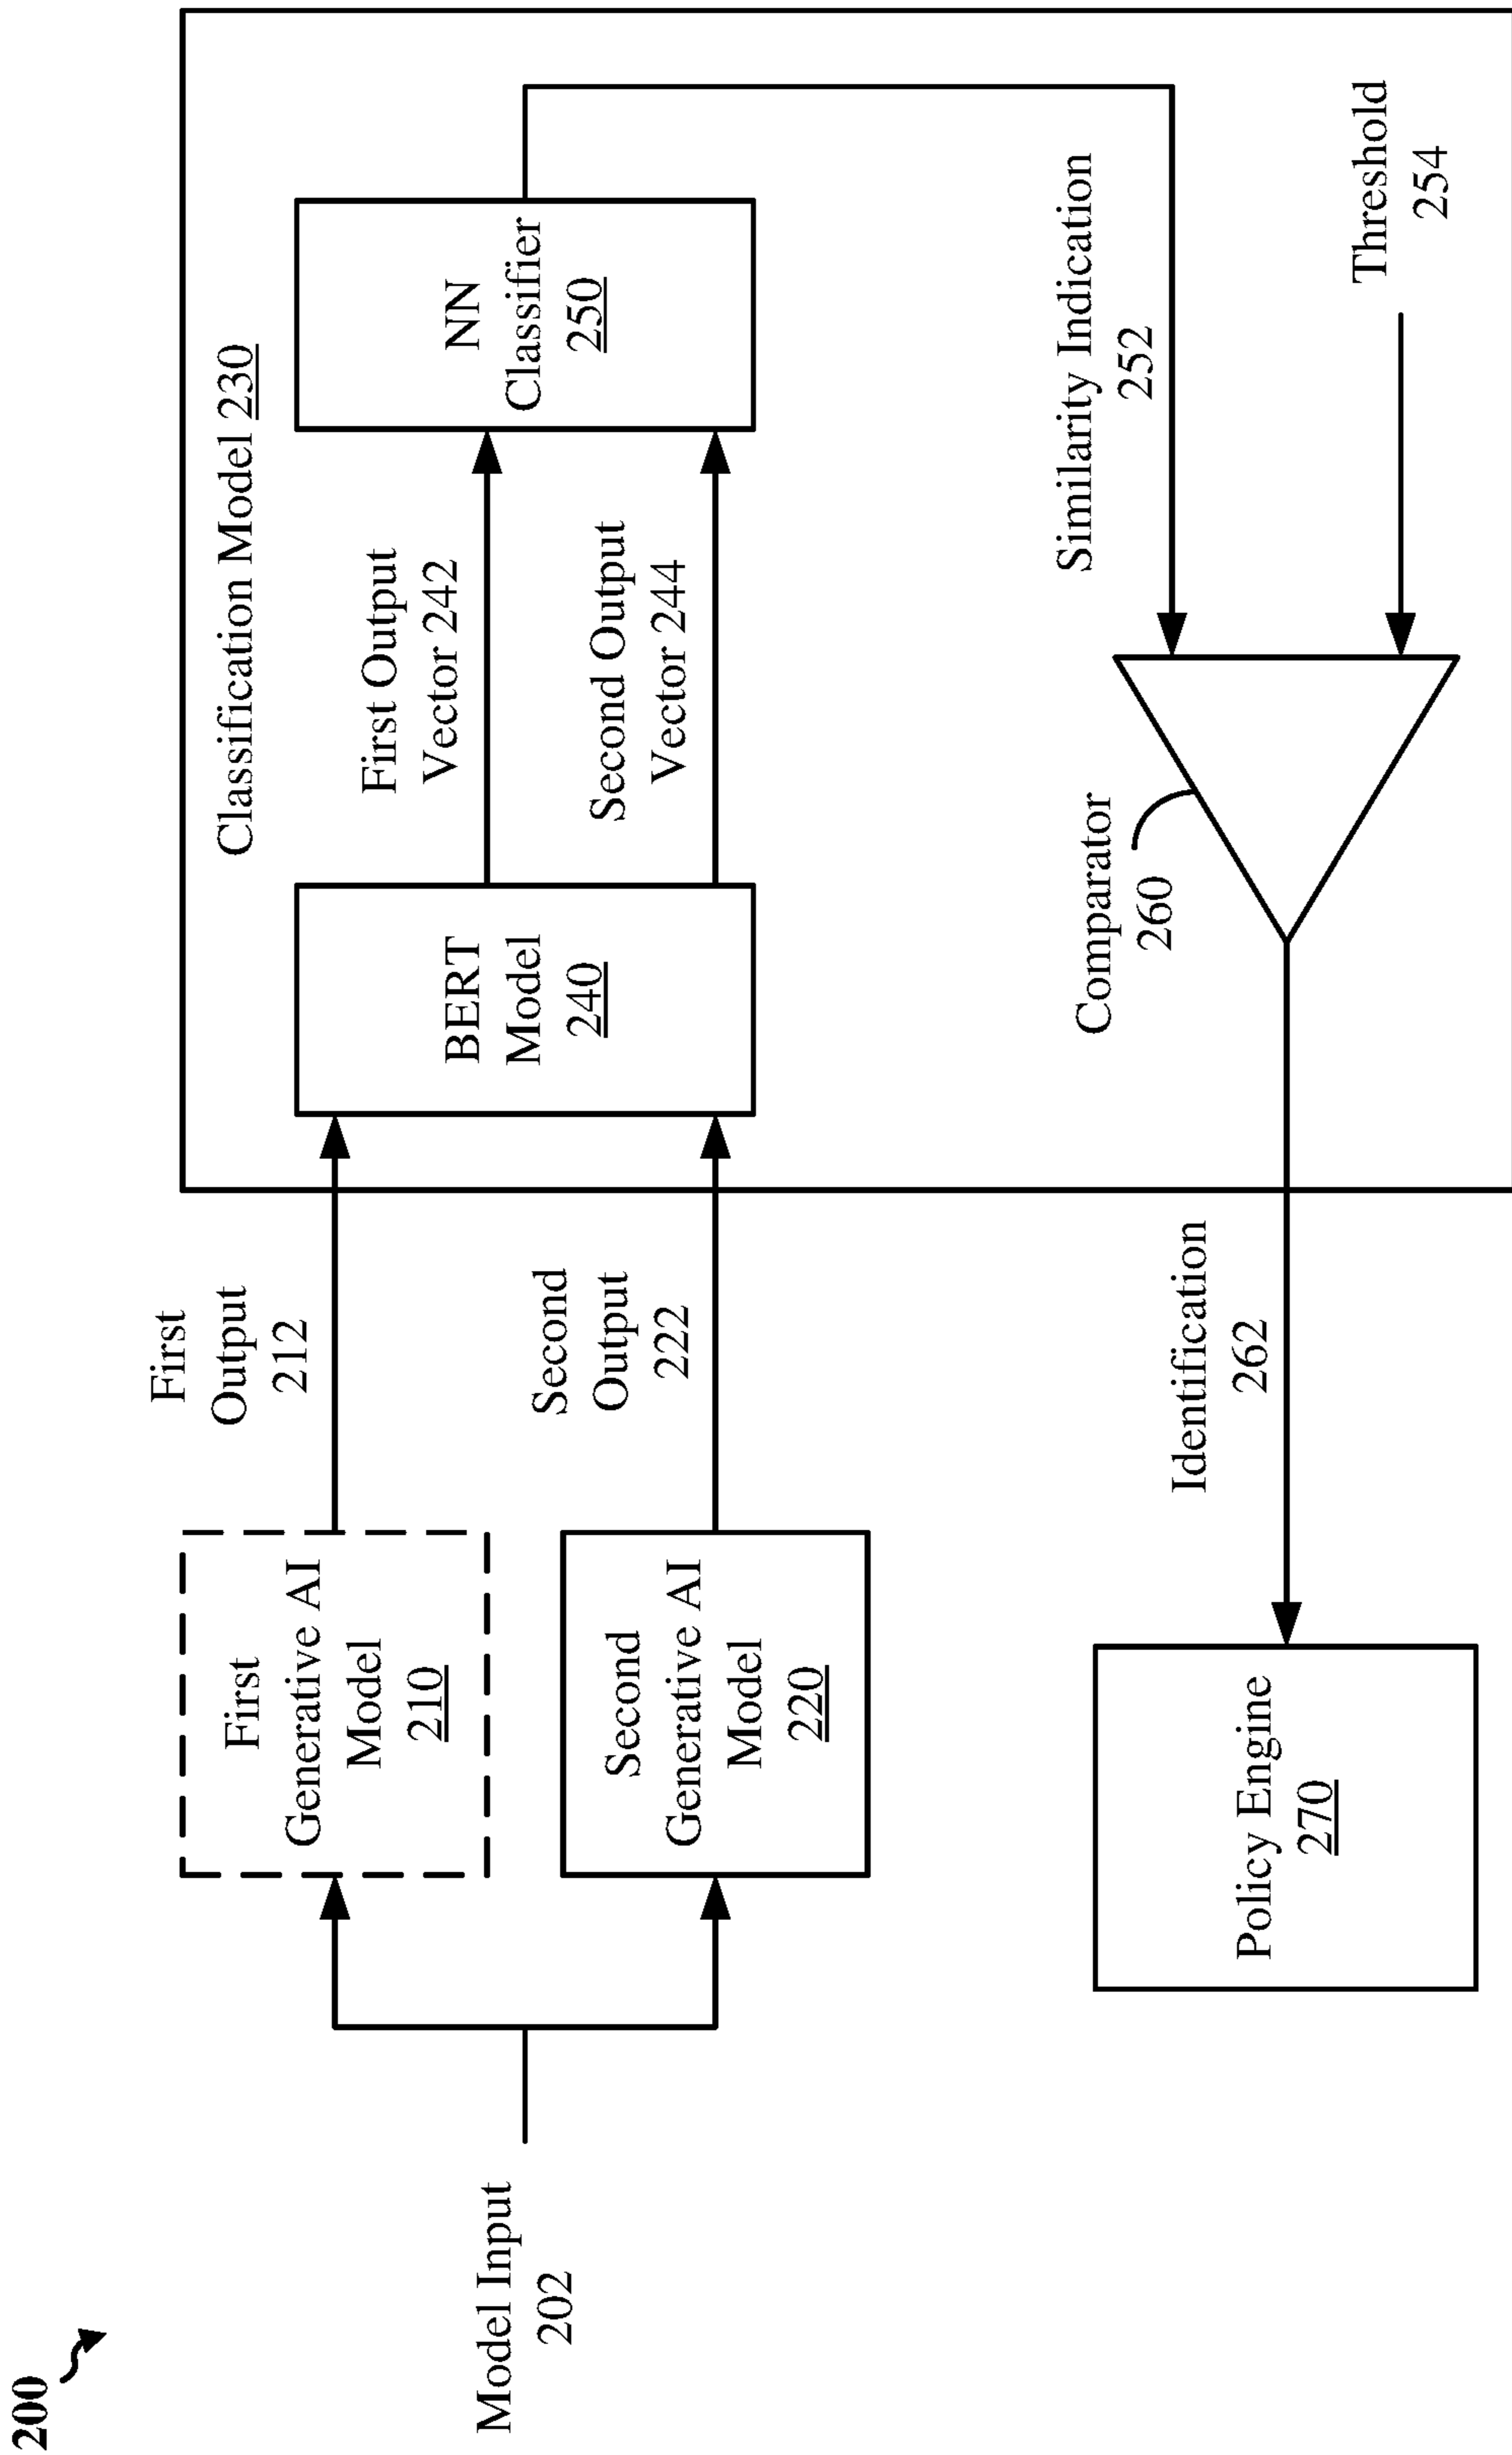 200
Model Input
202
First
Generative AI
Model
210
Second
Generative AI
Model
220
First
Output
212
Second
Output
222
Classification Model 230
BERT
Model
240
First Output
Vector 242
Second Output
Vector 244
NN
Classifier
250
Similarity Indication
252
Threshold
254
Comparator
260
Identification
262
Policy Engine
270